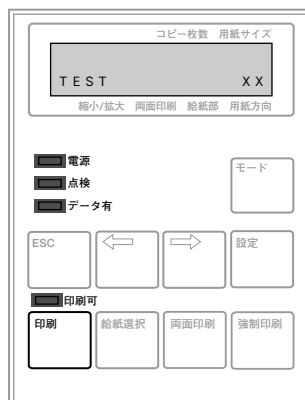 コピー枚数 用紙サイズ
TEST XX
縮小/拡大 両面印刷 給紙部 用紙方向
電源
点検
データ有
モード
ESC
設定
印刷可
印刷
給紙選択
両面印刷
強制印刷